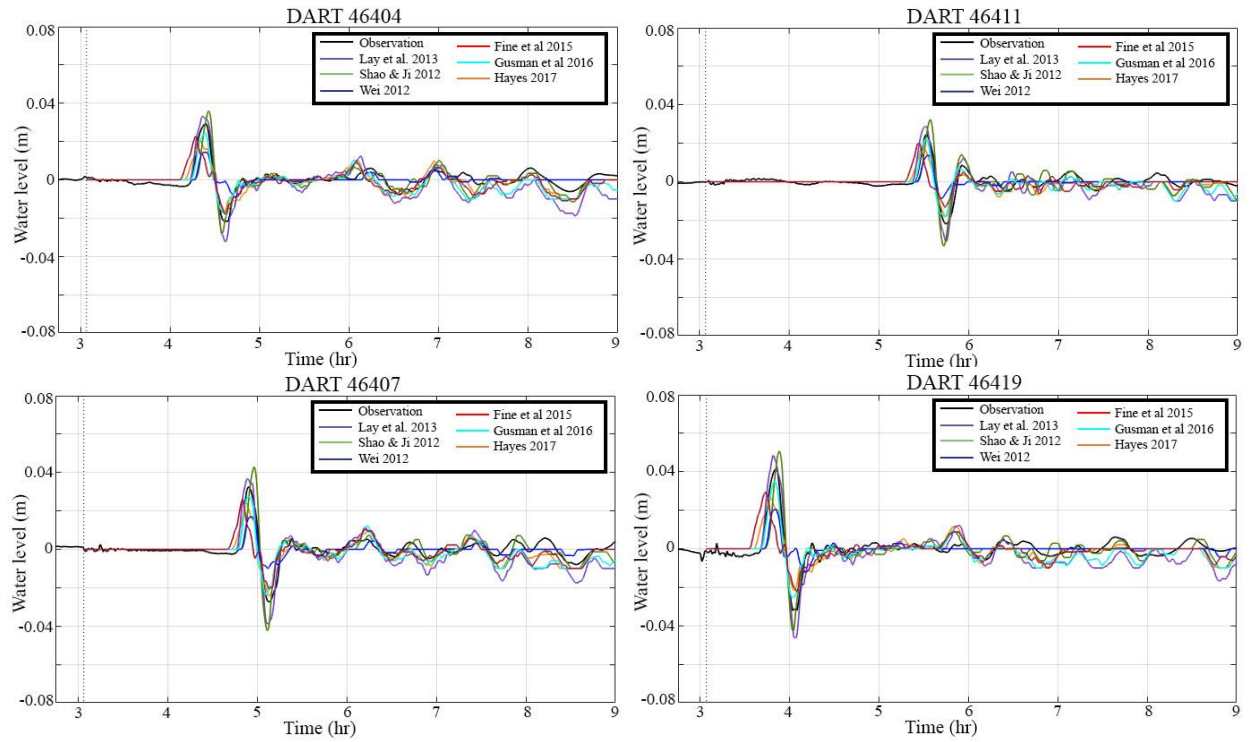 DART 46404
0.08
0.04
0
-0.04
-0.08
Water level (m)
Observation
Lay et al. 2013
Shao & Ji 2012
Wei 2012
Fine et al 2015
Gusman et al 2016
Hayes 2017
3 4 5 6 7 8 9
Time (hr)
DART 46411
0.08
0.04
0
-0.04
-0.08
Water level (m)
Observation
Lay et al. 2013
Shao & Ji 2012
Wei 2012
Fine et al 2015
Gusman et al 2016
Hayes 2017
3 4 5 6 7 8 9
Time (hr)
DART 46407
0.08
0.04
0
-0.04
-0.08
Water level (m)
Observation
Lay et al. 2013
Shao & Ji 2012
Wei 2012
Fine et al 2015
Gusman et al 2016
Hayes 2017
3 4 5 6 7 8 9
Time (hr)
DART 46419
0.08
0.04
0
-0.04
-0.08
Water level (m)
Observation
Lay et al. 2013
Shao & Ji 2012
Wei 2012
Fine et al 2015
Gusman et al 2016
Hayes 2017
3 4 5 6 7 8 9
Time (hr)